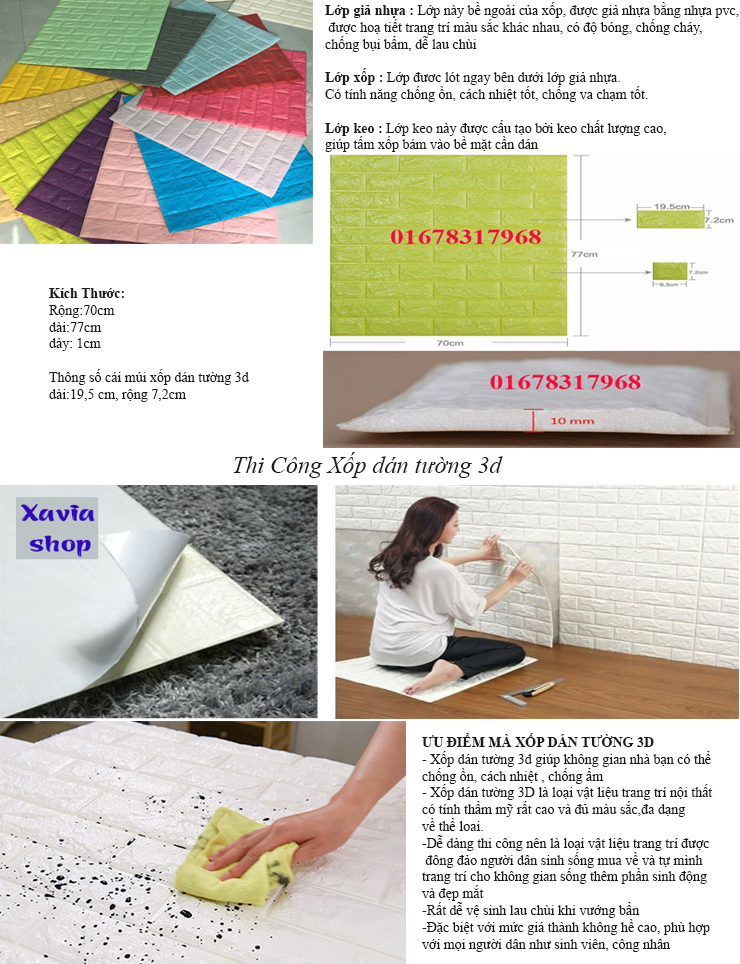 Lớp giả nhựa : Lớp này bề ngoài của xốp, được giả nhựa bằng nhựa pvc,
được hoạ tiết trang trí màu sắc khác nhau, có độ bóng, chống cháy,
chống bụi bẩm, dễ lau chùi
Lớp xốp : Lớp đươc lót ngay bên dưới lớp giả nhựa.
Có tính năng chống ồn, cách nhiệt tốt, chống va chạm tốt.
Lớp keo : Lớp keo này được cấu tạo bởi keo chất lượng cao,
giúp tấm xốp bám vào bề mặt cần dán
01678317968
19.5cm
7.2cm
77cm
7.2cm
9.3cm
70cm
Kích Thước:
Rộng:70cm
dài:77cm
dày: 1cm
Thông số cái múi xốp dán tường 3d
dài:19,5 cm, rộng 7,2cm
01678317968
10 mm
Thi Công Xốp dán tường 3d
Xavia
shop
ƯU ĐIỂM MÀ XỐP DÁN TƯỜNG 3D
- Xốp dán tường 3d giúp không gian nhà bạn có thể
chống ồn, cách nhiệt , chống ẩm
- Xốp dán tường 3D là loại vật liệu trang trí nội thất
có tính thẩm mỹ rất cao và đủ màu sắc,đa dạng
về thể loai.
-Dễ dàng thi công nên là loại vật liệu trang trí được
đông đảo người dân sinh sống mua về và tự mình
trang trí cho không gian sống thêm phần sinh động
và đẹp mắt
-Rất dễ vệ sinh lau chùi khi vướng bẩn
-Đặc biệt với mức giá thành không hề cao, phù hợp
với mọi người dân như sinh viên, công nhân